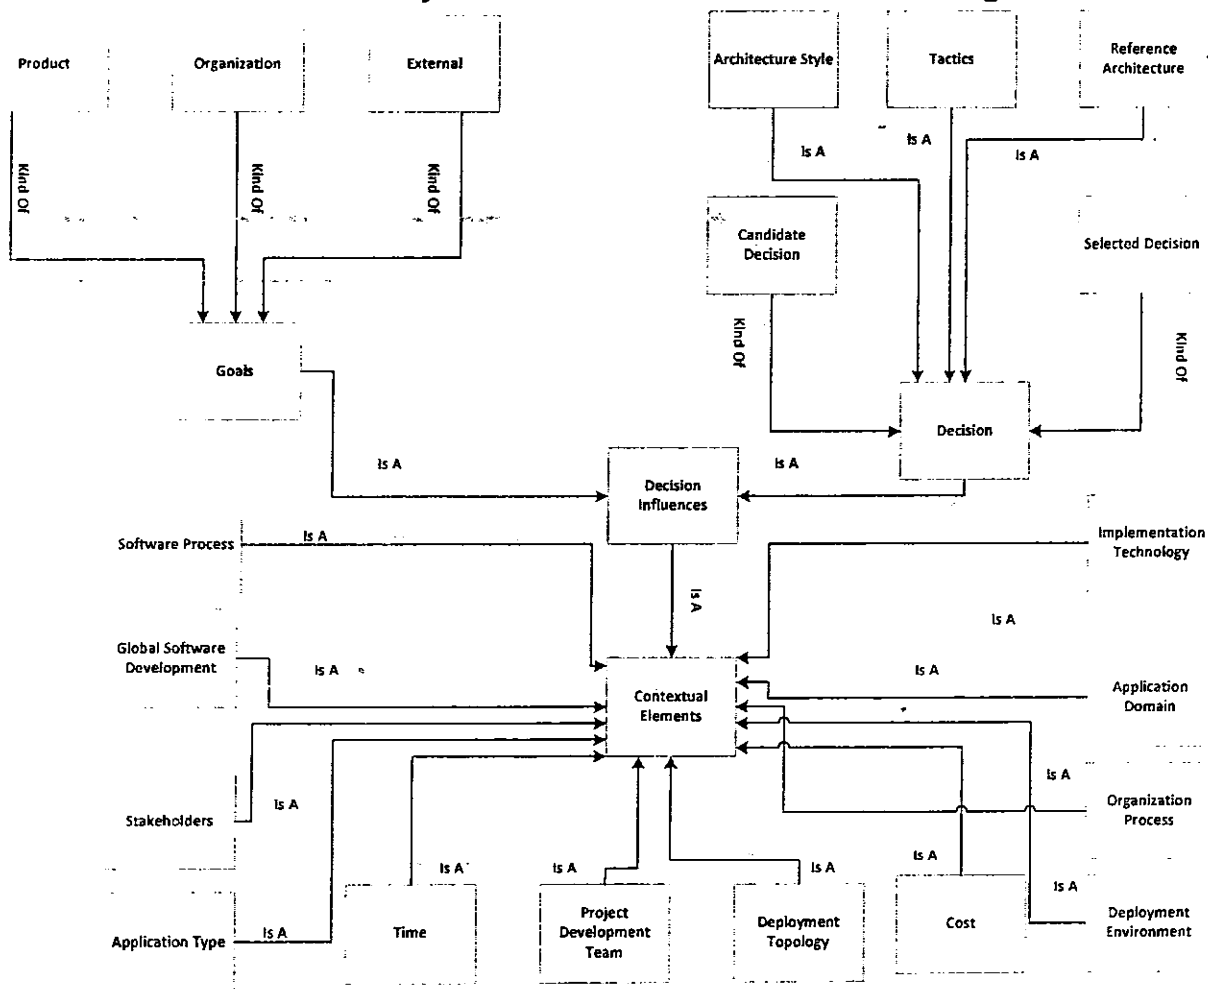 Product
Organization
External
Architecture Style
Tactics
Reference
Architecture
Is A
Is A
Is A
Kind Of
Kind Of
Kind Of
Candidate
Decision
Selected Decision
Kind Of
Kind Of
Goals
Decision
Is A
Is A
Decision
Influences
Software Process
Is A
Implementation
Technology
Is A
Is A
Global Software
Development
Is A
Is A
Contextual
Elements
Application
Domain
Stakeholders
Is A
Is A
Organization
Process
Is A
Is A
Is A
Is A
Is A
Application Type
Is A
Time
Project
Development
Team
Deployment
Topology
Cost
Deployment
Environment